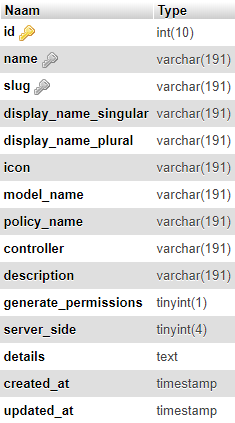 Naam Type
id int(10)
name varchar(191)
slug varchar(191)
display_name_singular varchar(191)
display_name_plural varchar(191)
icon varchar(191)
model_name varchar(191)
policy_name varchar(191)
controller varchar(191)
description varchar(191)
generate_permissions tinyint(1)
server_side tinyint(4)
details text
created_at timestamp
updated_at timestamp